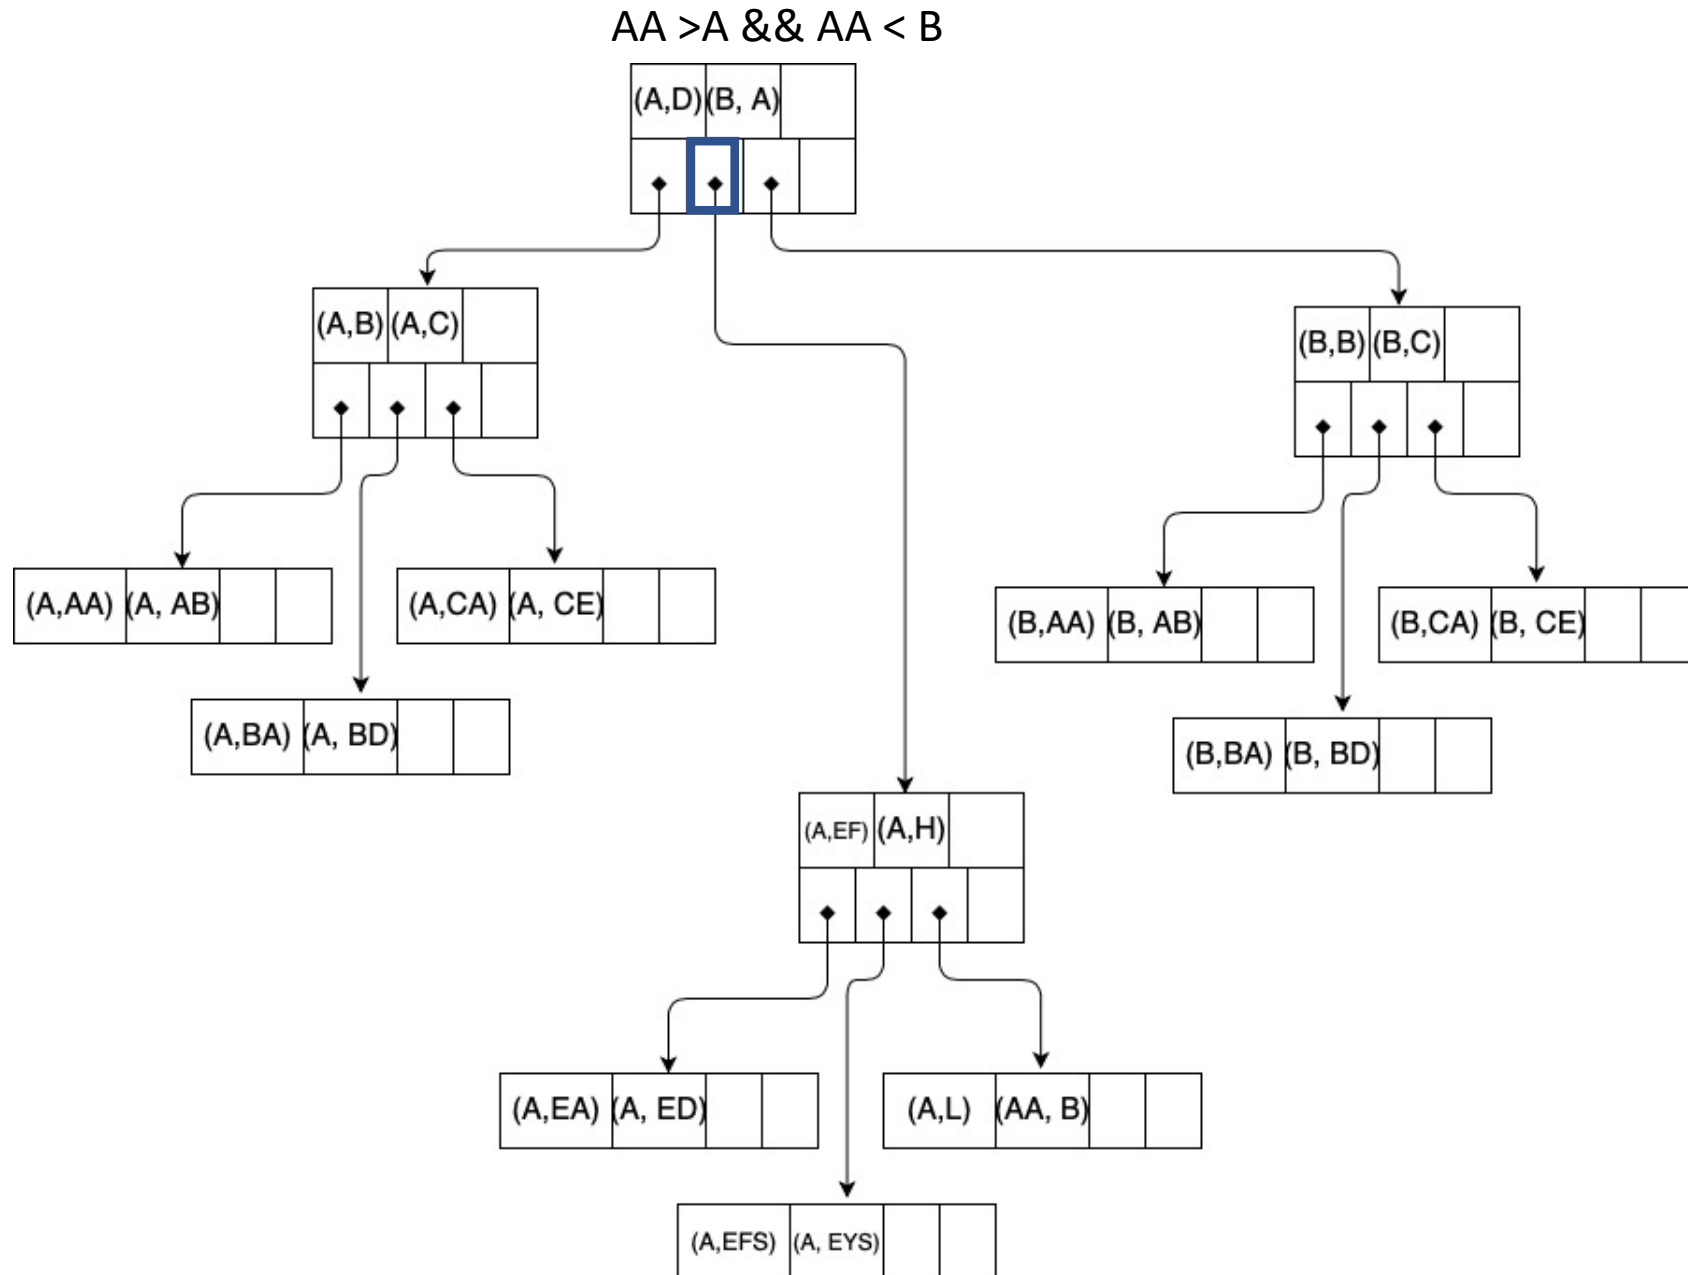 AA >A && AA < B
(A,D) (B, A)
(A,B) (A,C)
(B,B) (B,C)
(A,AA) (A, AB)
(A,CA) (A, CE)
(B,AA) (B, AB)
(B,CA) (B, CE)
(A,BA) (A, BD)
(B,BA) (B, BD)
(A,EF) (A,H)
(A,EA) (A, ED)
(A,L) (AA, B)
(A,EFS) (A, EYS)